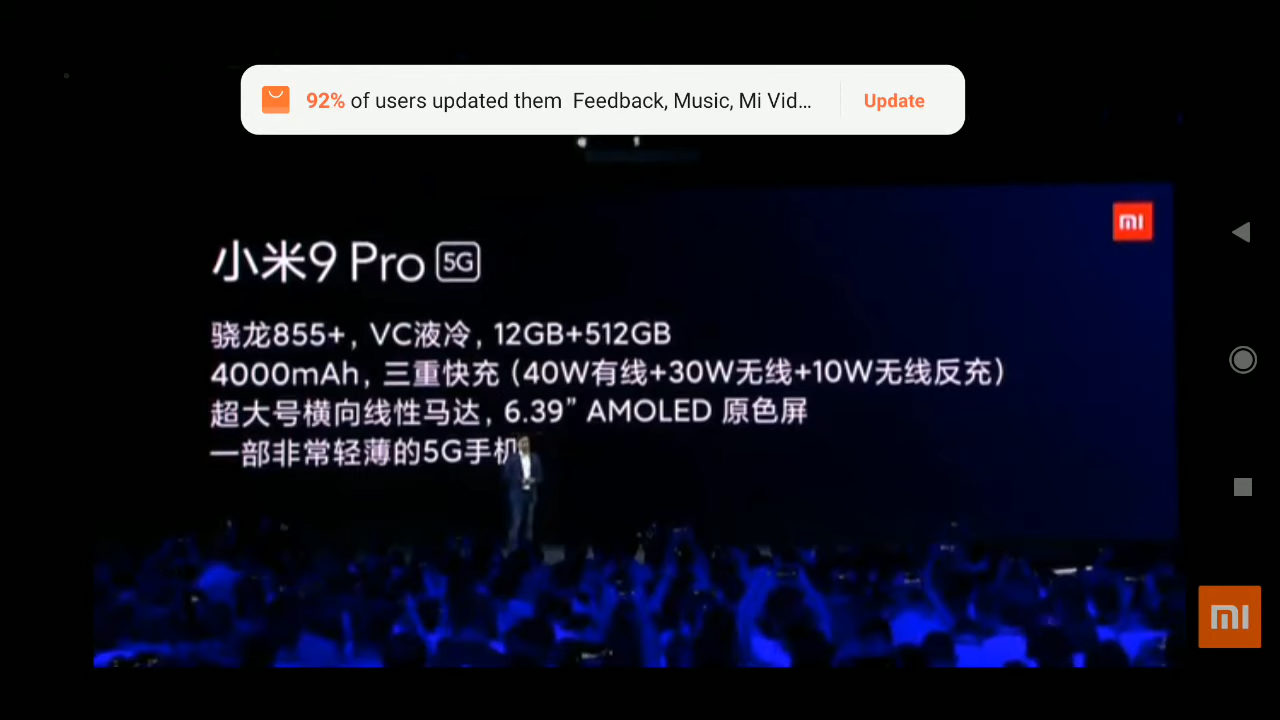 92% of users updated them Feedback, Music, Mi Vid...
Update
mi
小米9 Pro 5G
骁龙855+, VC液冷, 12GB+512GB
4000mAh, 三重快充 (40W有线+30W无线+10W无线反充)
超大号横向线性马达, 6.39” AMOLED 原色屏
一部非常轻薄的5G手机
mi